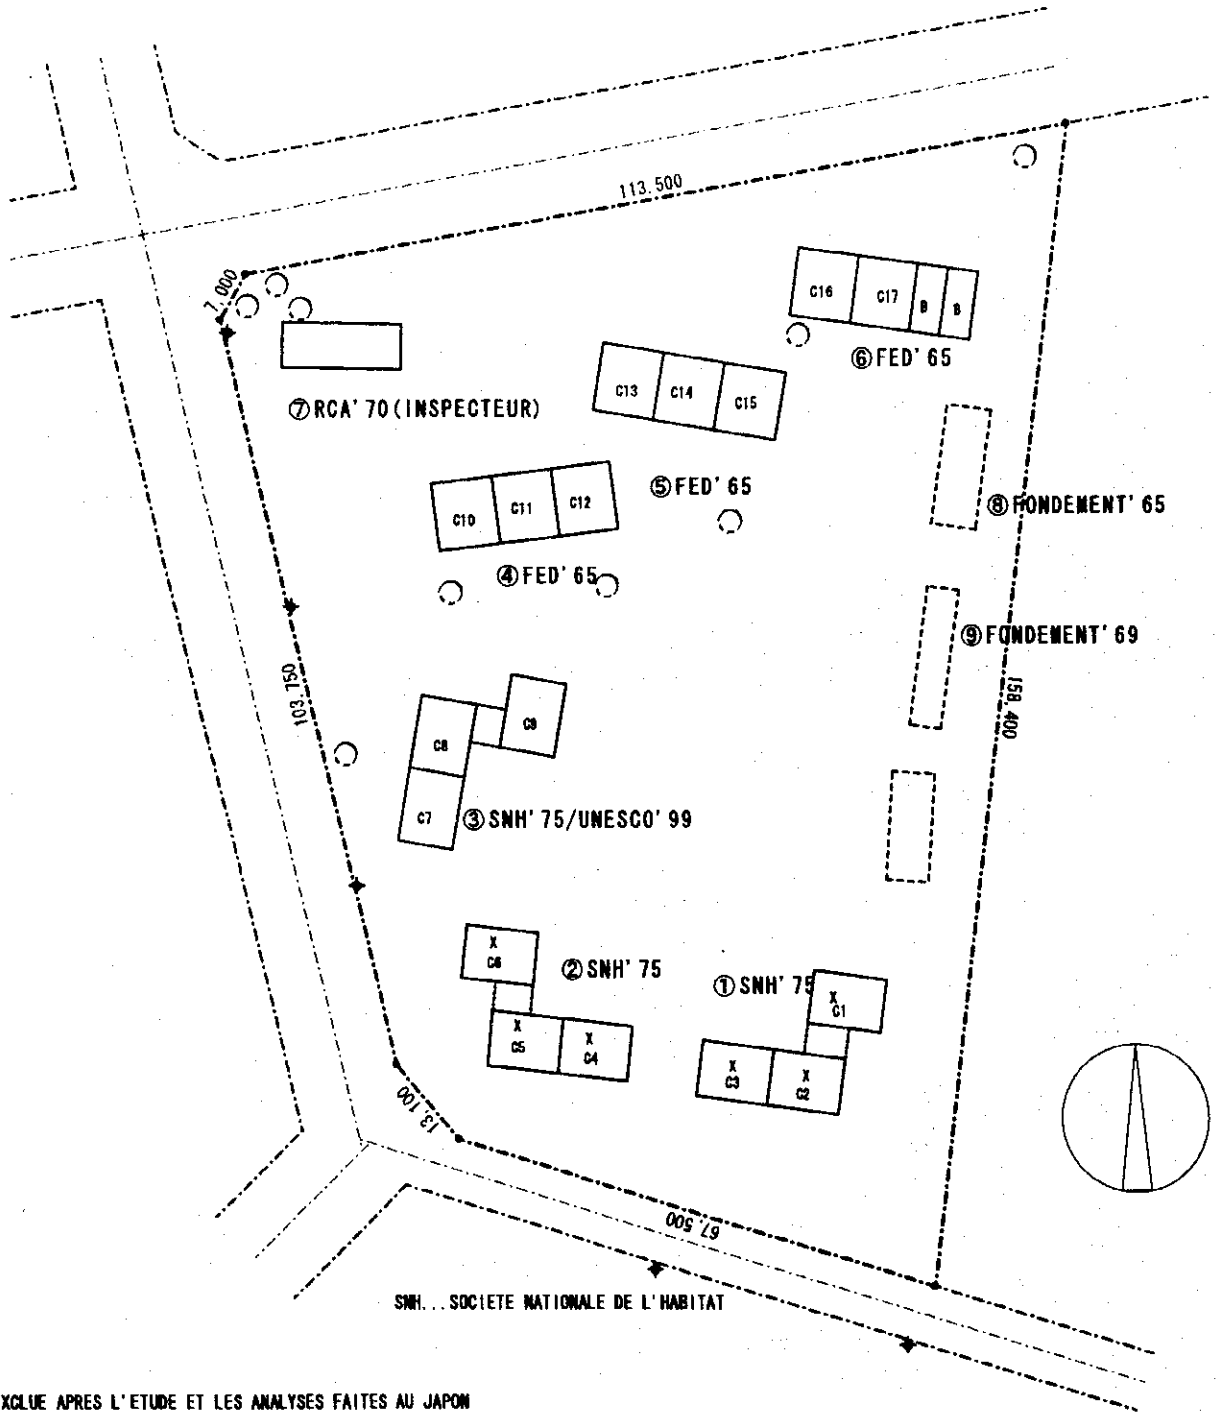 113.500
7.000
C16
C17
B
B
⑥FED'65
C13
C14
C15
⑦RCA'70(INSPECTEUR)
⑤FED'65
C10
C11
C12
⑧FONDEMENT'65
④FED'65
⑨FONDEMENT'69
103.750
158.400
C8
C9
C7
③SNH'75/UNESCO'99
X
C6
②SNH'75
①SNH'75
X
C1
X
C5
X
C4
X
C3
X
C2
13.100
67.500
SNH...SOCIETE NATIONALE DE L'HABITAT
XCLUE APRES L'ETUDE ET LES ANALYSES FAITES AU JAPON